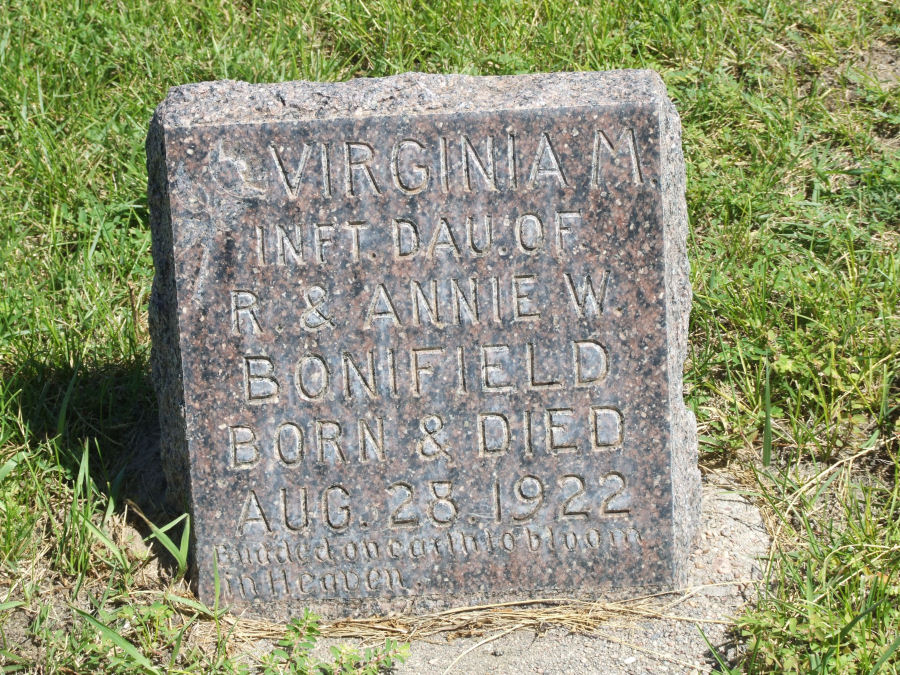 VIRGINIA M
INFT. DAU. OF
R. & ANNIE W.
BONIFIELD
BORN & DIED
AUG. 28. 1922
Budded on earth to bloom
in Heaven